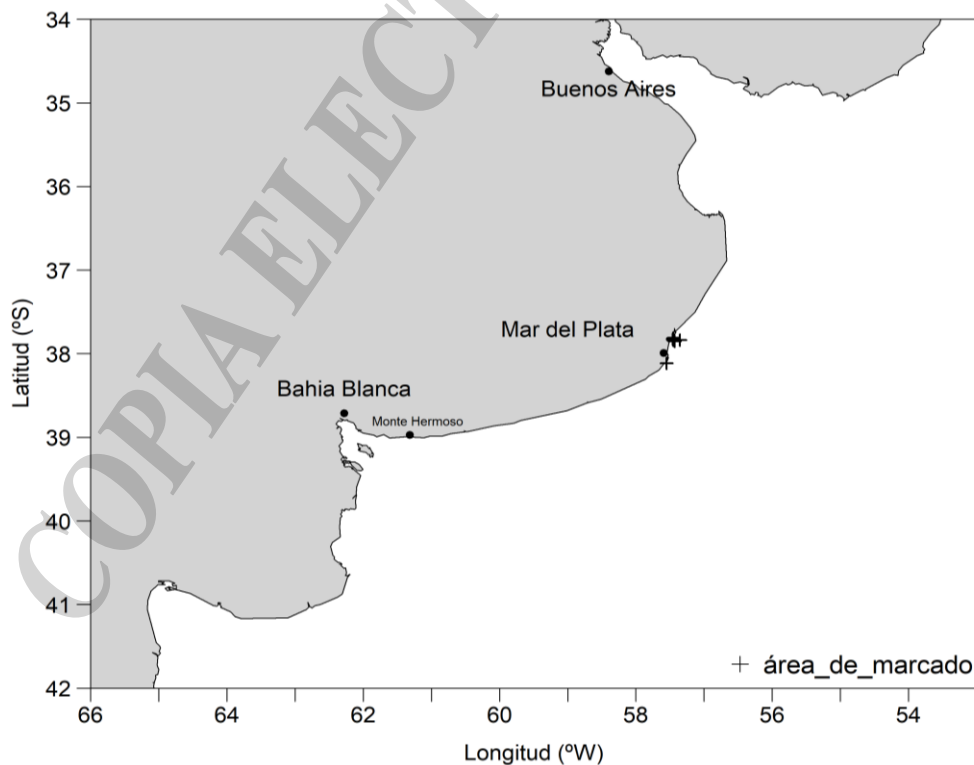 COPIA ELECT
34
35
36
37
38
39
40
41
42
Latitud (ºS)
Buenos Aires
Mar del Plata
Bahia Blanca
Monte Hermoso
área_de_marcado
66
64
62
60
58
56
54
Longitud (ºW)